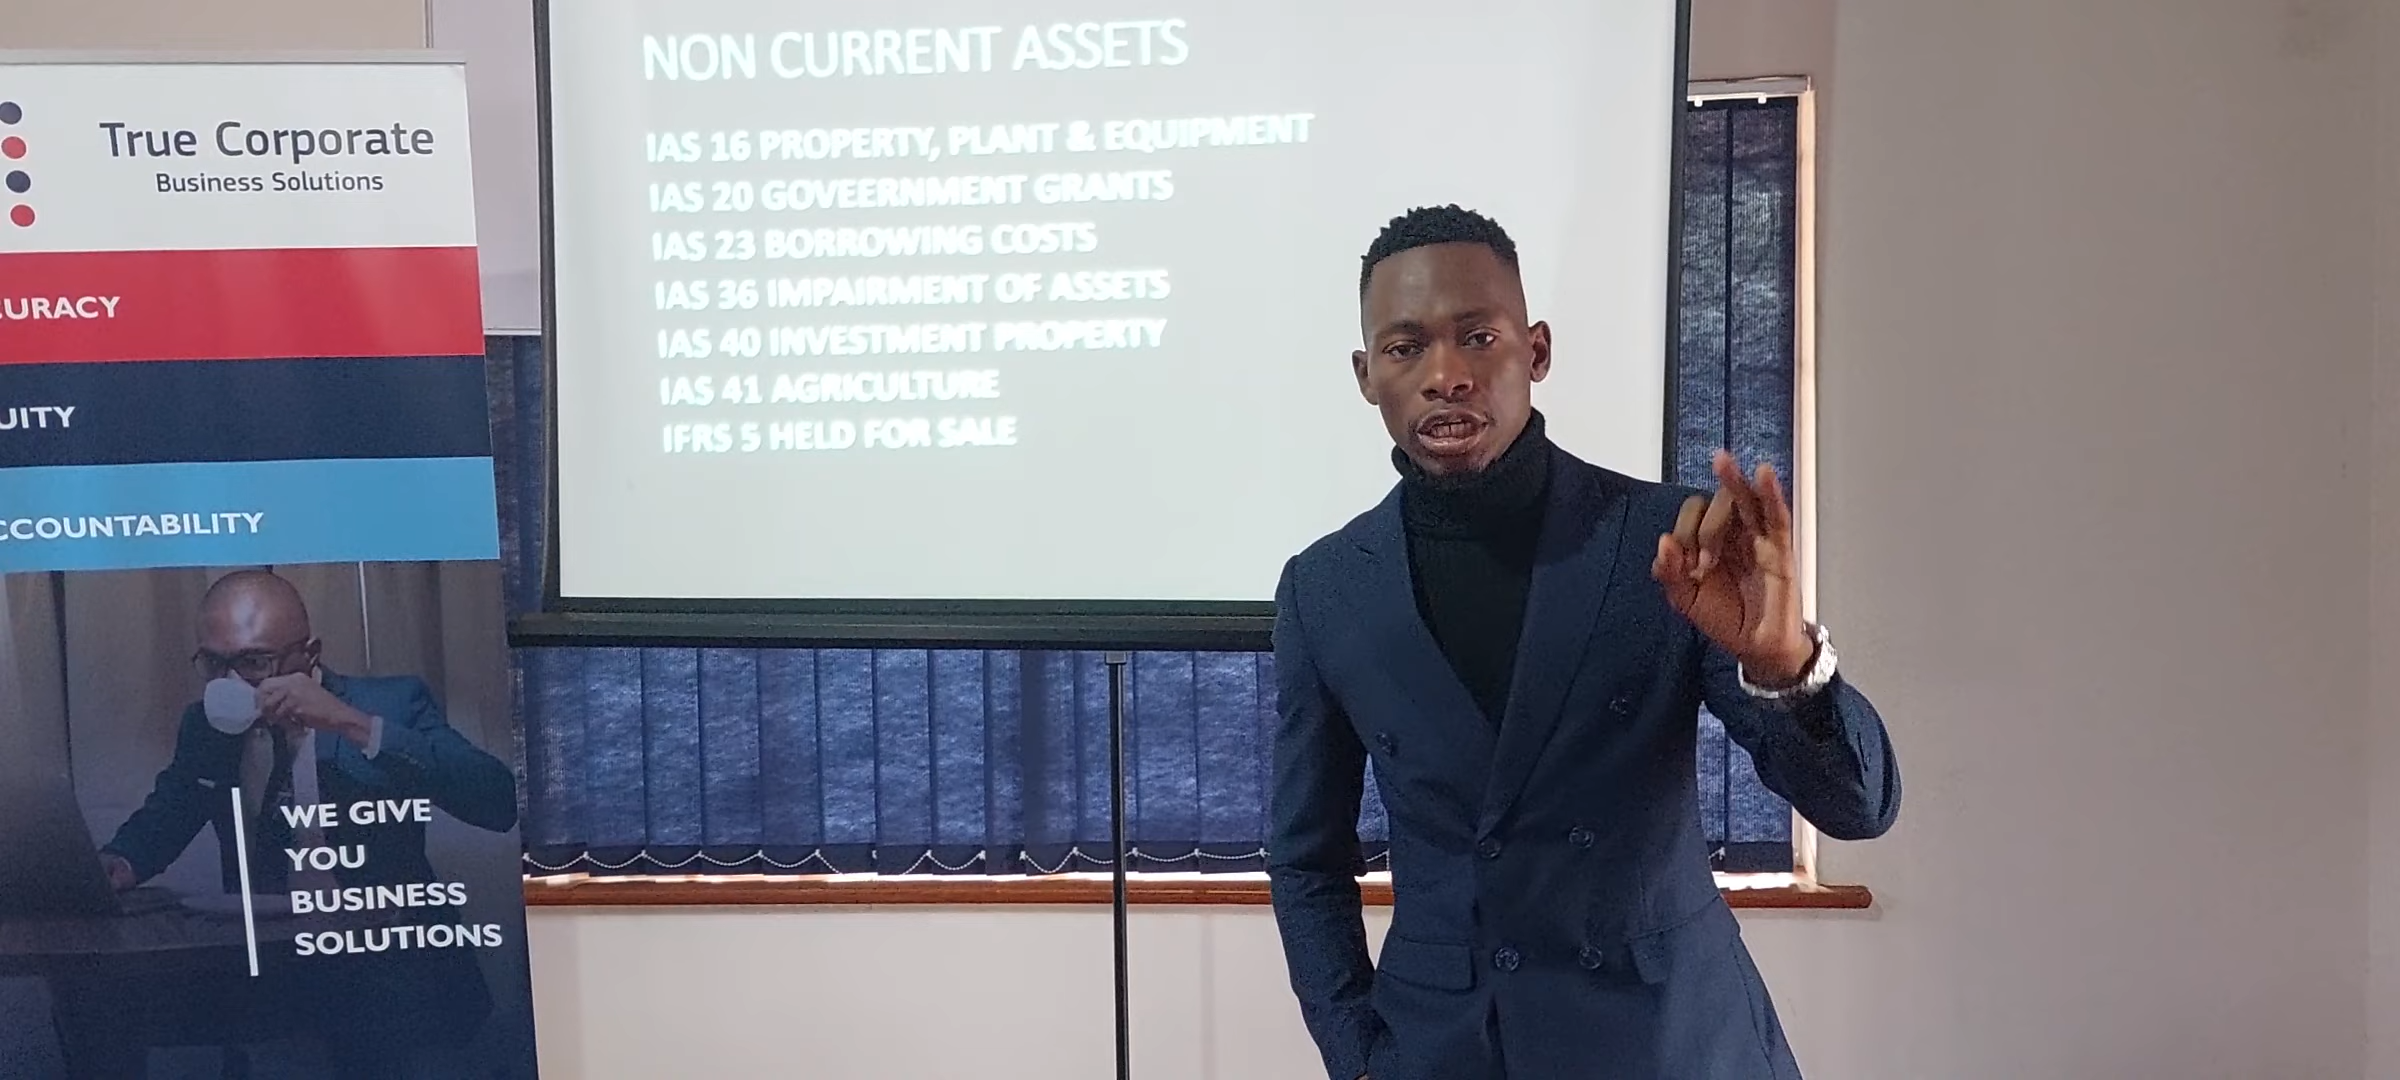 True Corporate
Business Solutions
CURACY
UITY
CCOUNTABILITY
WE GIVE
YOU
BUSINESS
SOLUTIONS
NON CURRENT ASSETS
IAS 16 PROPERTY, PLANT & EQUIPMENT
IAS 20 GOVEERNMENT GRANTS
IAS 23 BORROWING COSTS
IAS 36 IMPAIRMENT OF ASSETS
IAS 40 INVESTMENT PROPERTY
IAS 41 AGRICULTURE
IFRS 5 HELD FOR SALE